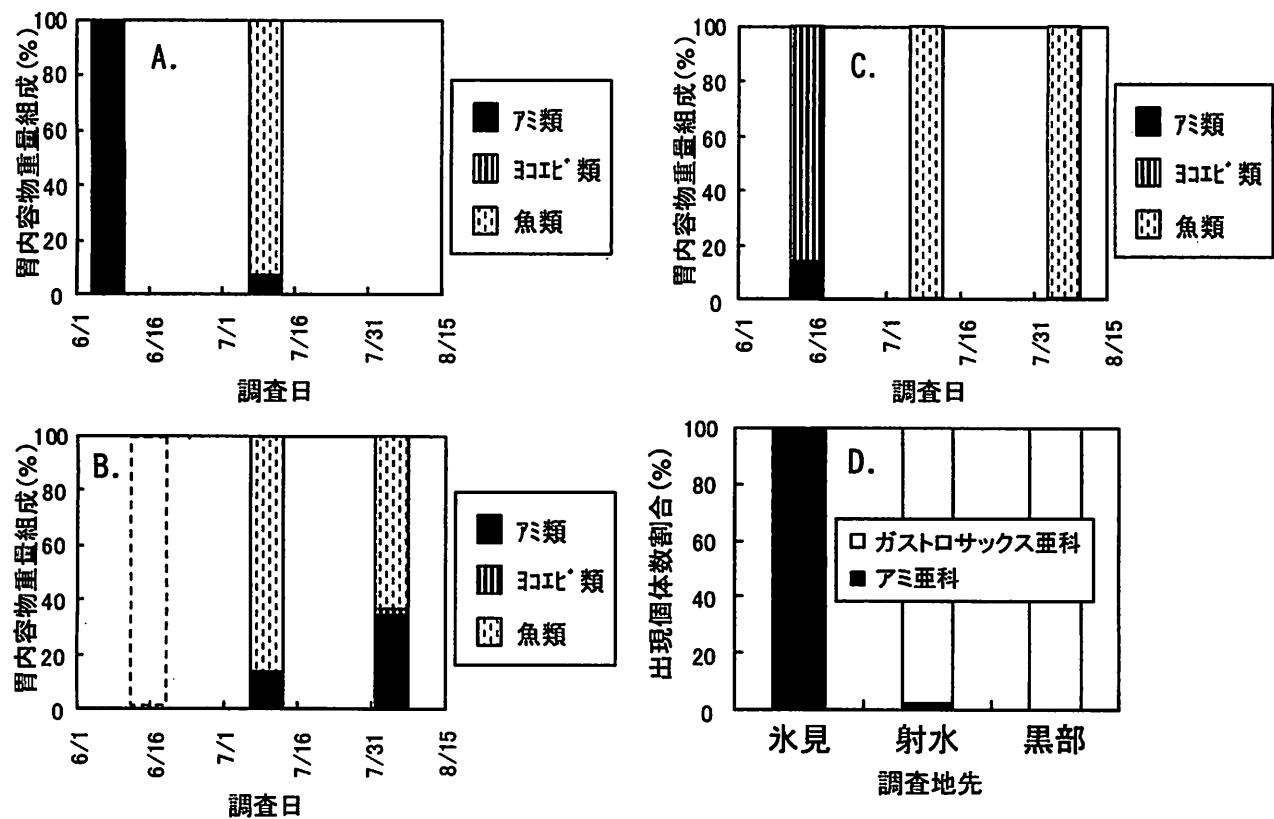 A.
胃内容物重量組成(%)
100
80
60
40
20
0
6/1
6/16
7/1
7/16
7/31
8/15
調査日
アミ類
ヨコエビ類
魚類
C.
胃内容物重量組成(%)
100
80
60
40
20
0
6/1
6/16
7/1
7/16
7/31
8/15
調査日
アミ類
ヨコエビ類
魚類
B.
胃内容物重量組成(%)
100
80
60
40
20
0
6/1
6/16
7/1
7/16
7/31
8/15
調査日
アミ類
ヨコエビ類
魚類
D.
出現個体数割合(%)
100
80
60
40
20
0
ガストロサックス亜科
アミ亜科
氷見
射水
黒部
調査地先